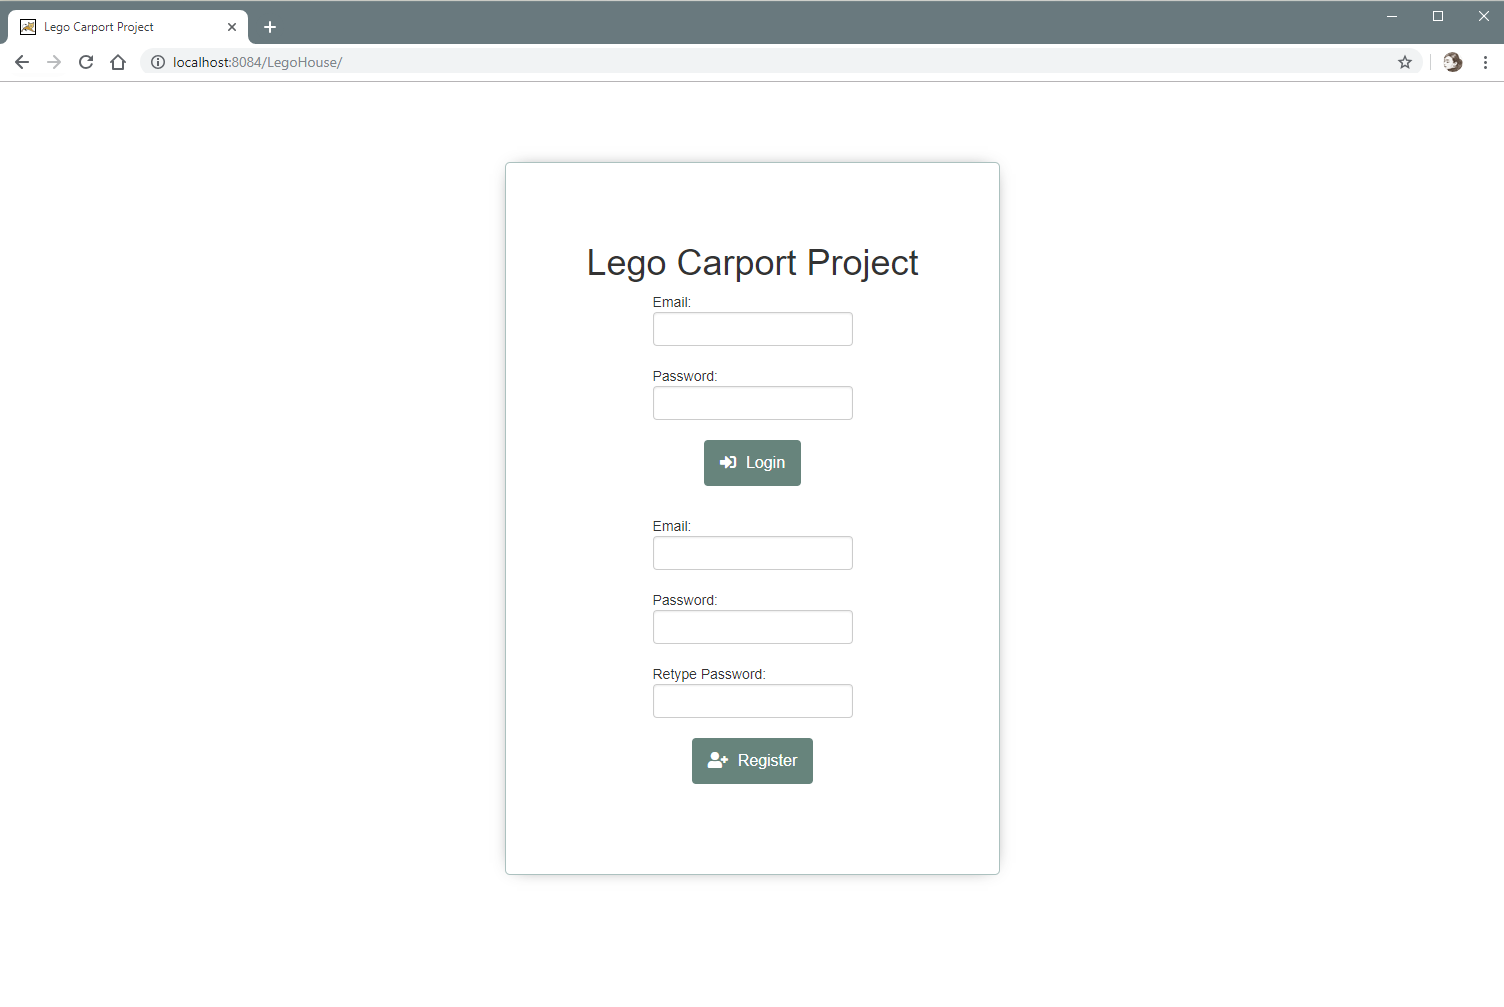 Lego Carport Project
localhost:8084/LegoHouse/
Lego Carport Project
Email:
Password:
Login
Email:
Password:
Retype Password:
Register